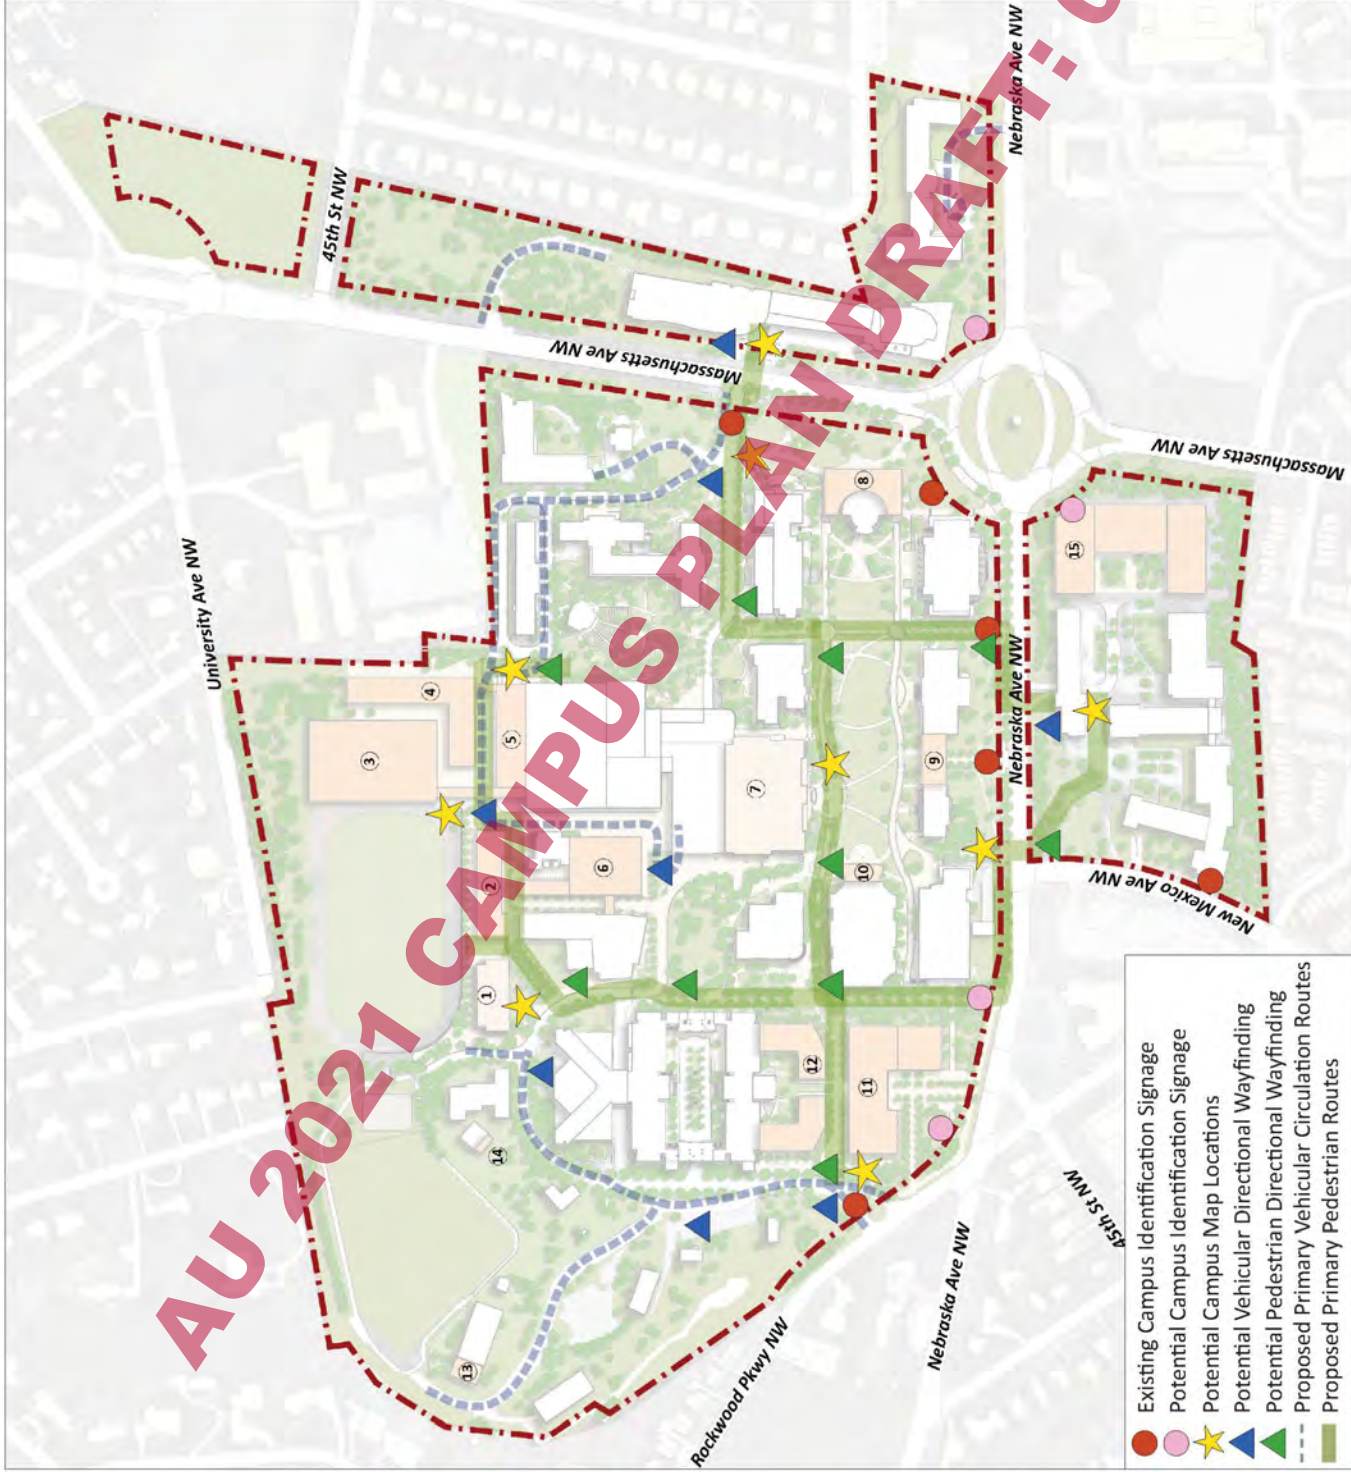 AU 2021 CAMPUS PLAN DRAFT:
45th St NW
University Ave NW
Massachusetts Ave NW
Nebraska Ave NW
Massachusetts Ave NW
Nebraska Ave NW
New Mexico Ave NW
Nebraska Ave NW
45th St NW
Rockwood Pkwy NW
1
2
3
4
5
6
7
8
9
10
11
12
13
14
15
Existing Campus Identification Signage
Potential Campus Identification Signage
Potential Campus Map Locations
Potential Vehicular Directional Wayfinding
Potential Pedestrian Directional Wayfinding
Proposed Primary Vehicular Circulation Routes
Proposed Primary Pedestrian Routes